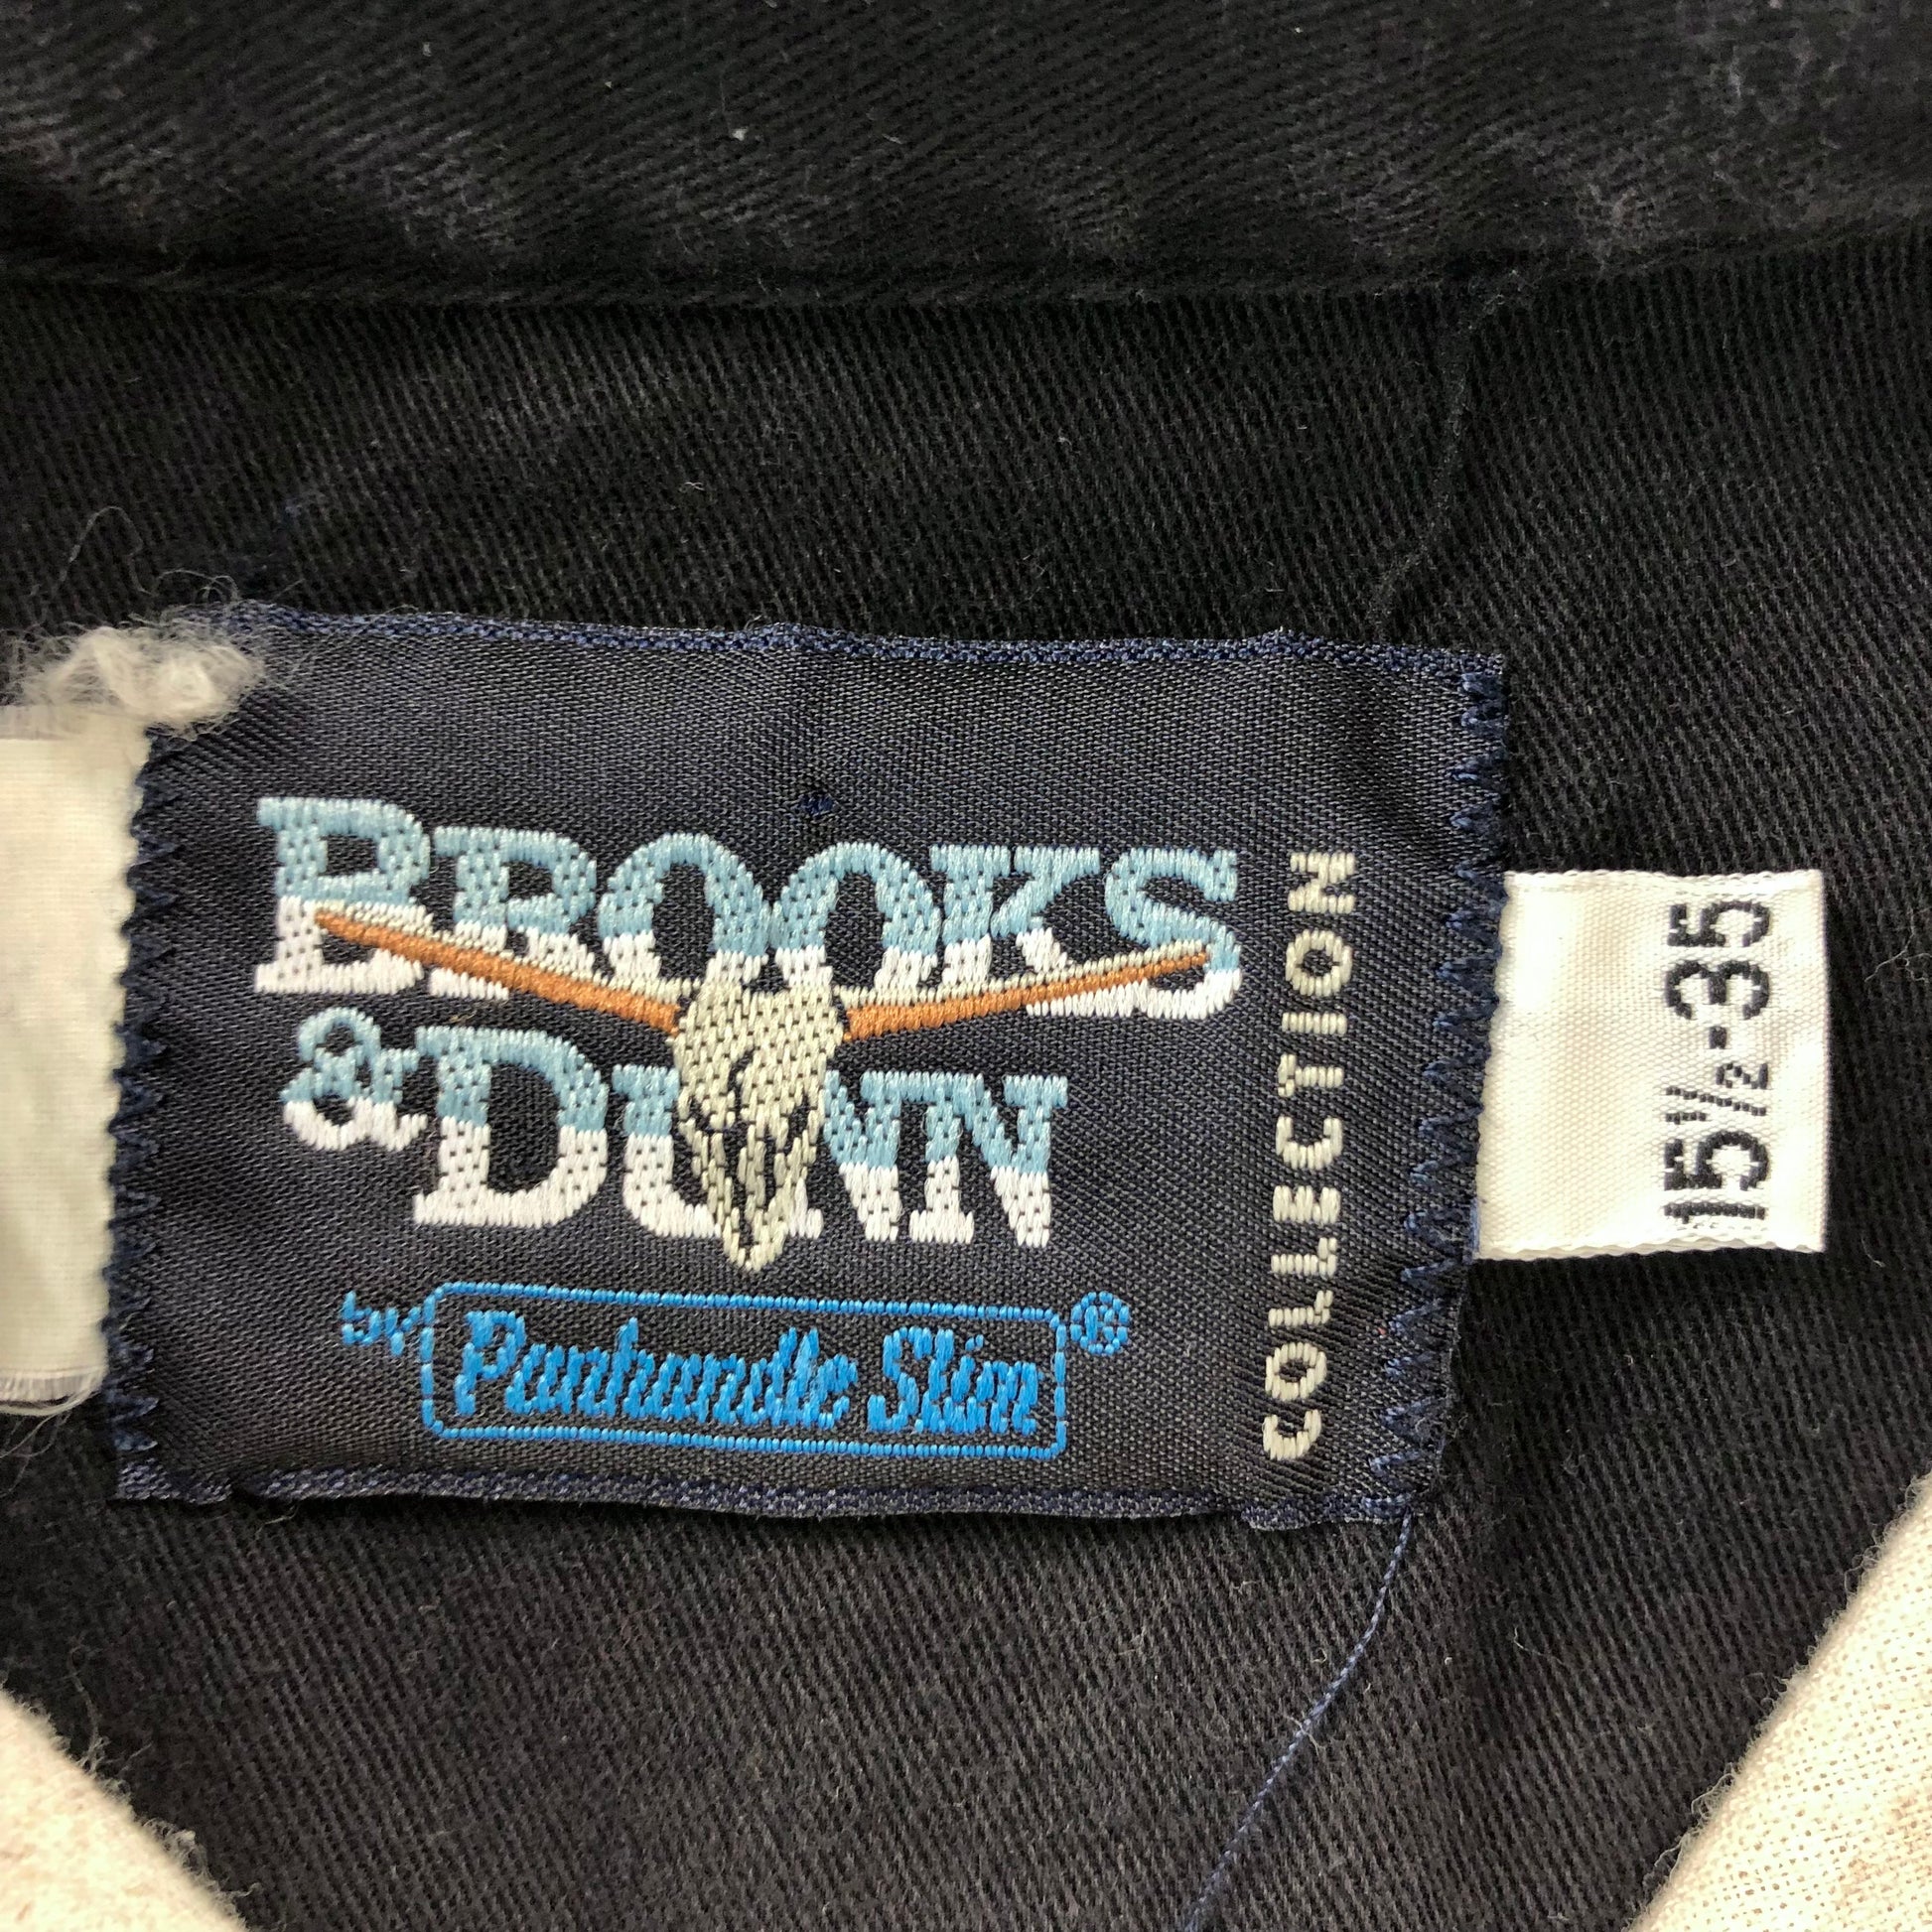 BROOKS
& DUNN
by Panhandle Slim®
COLLECTION
15½-35